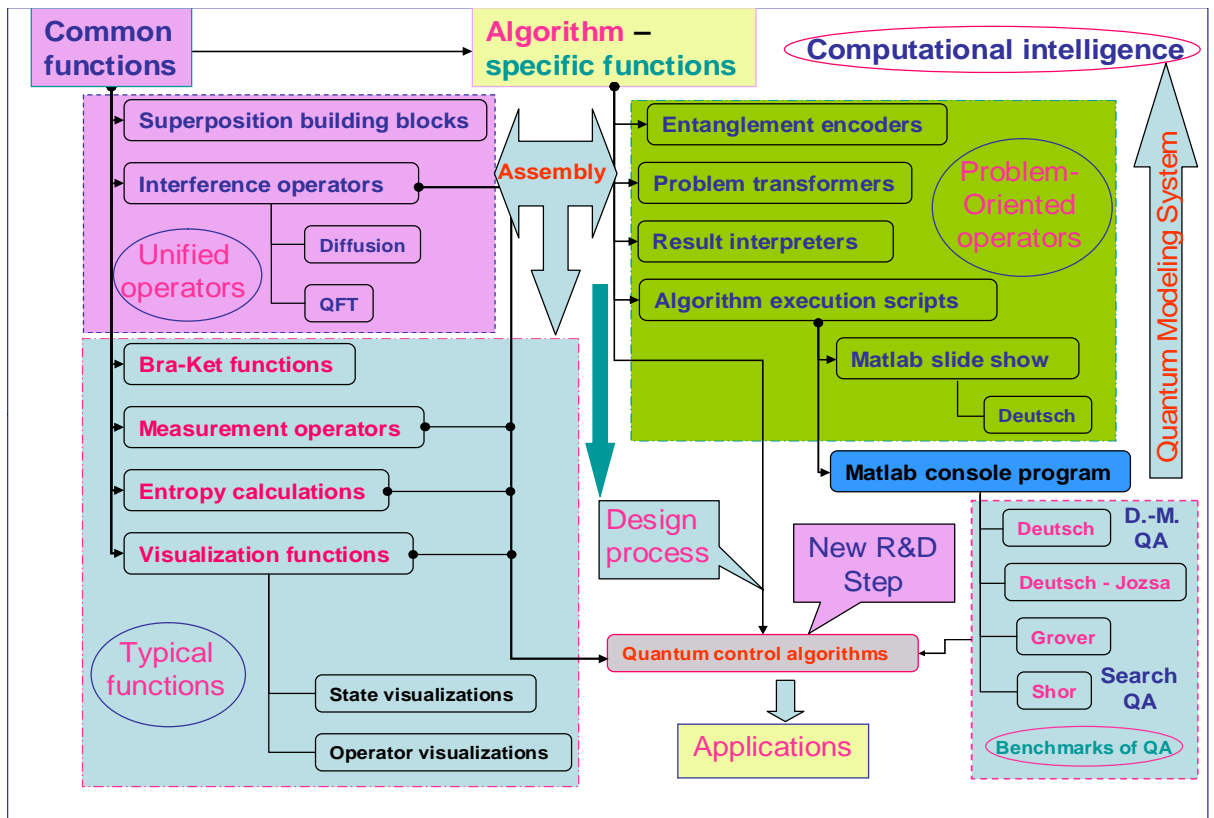 Common
functions
Algorithm –
specific functions
Computational intelligence
Superposition building blocks
Interference operators
Diffusion
QFT
Unified
operators
Assembly
Entanglement encoders
Problem transformers
Result interpreters
Algorithm execution scripts
Matlab slide show
Deutsch
Problem-
Oriented
operators
Quantum Modeling System
Bra-Ket functions
Measurement operators
Entropy calculations
Visualization functions
State visualizations
Operator visualizations
Typical
functions
Design
process
New R&D
Step
Quantum control algorithms
Applications
Matlab console program
Deutsch
D.-M.
QA
Deutsch - Jozsa
Grover
Shor
Search
QA
Benchmarks of QA